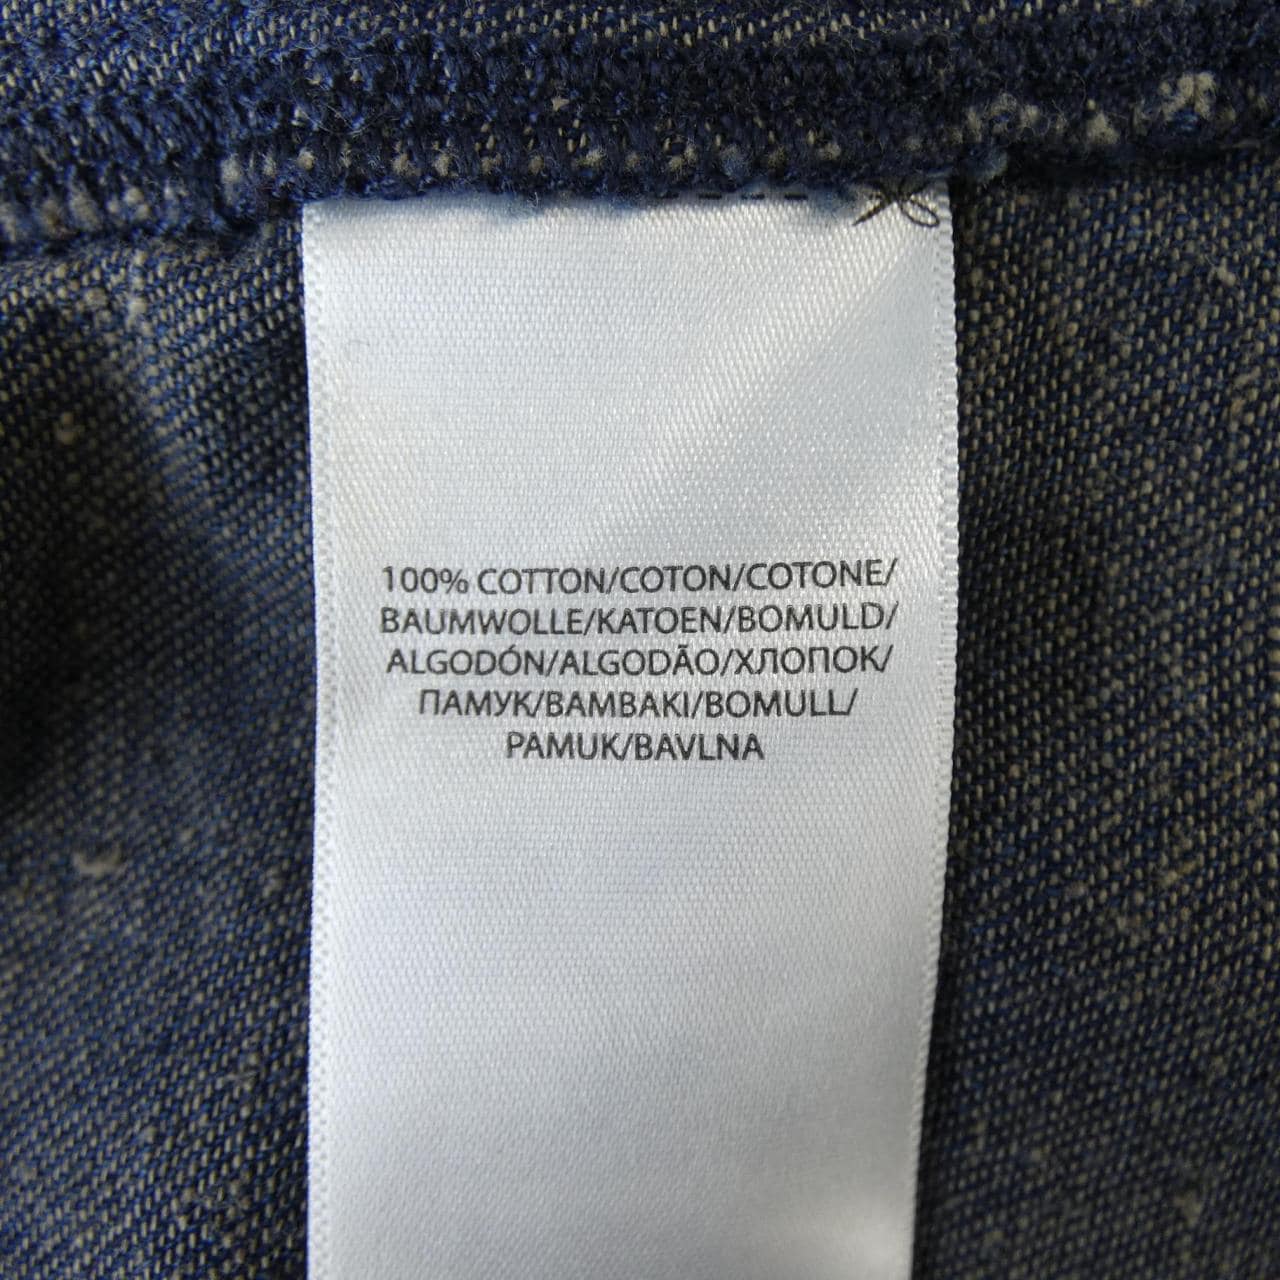 100% COTTON/COTON/COTONE/
BAUMWOLLE/KATOEN/BOMULD/
ALGODÓN/ALGODÃO/ХЛОПОК/
ПАМУК/BAMBAKI/BOMULL/
PAMUK/BAVLNA